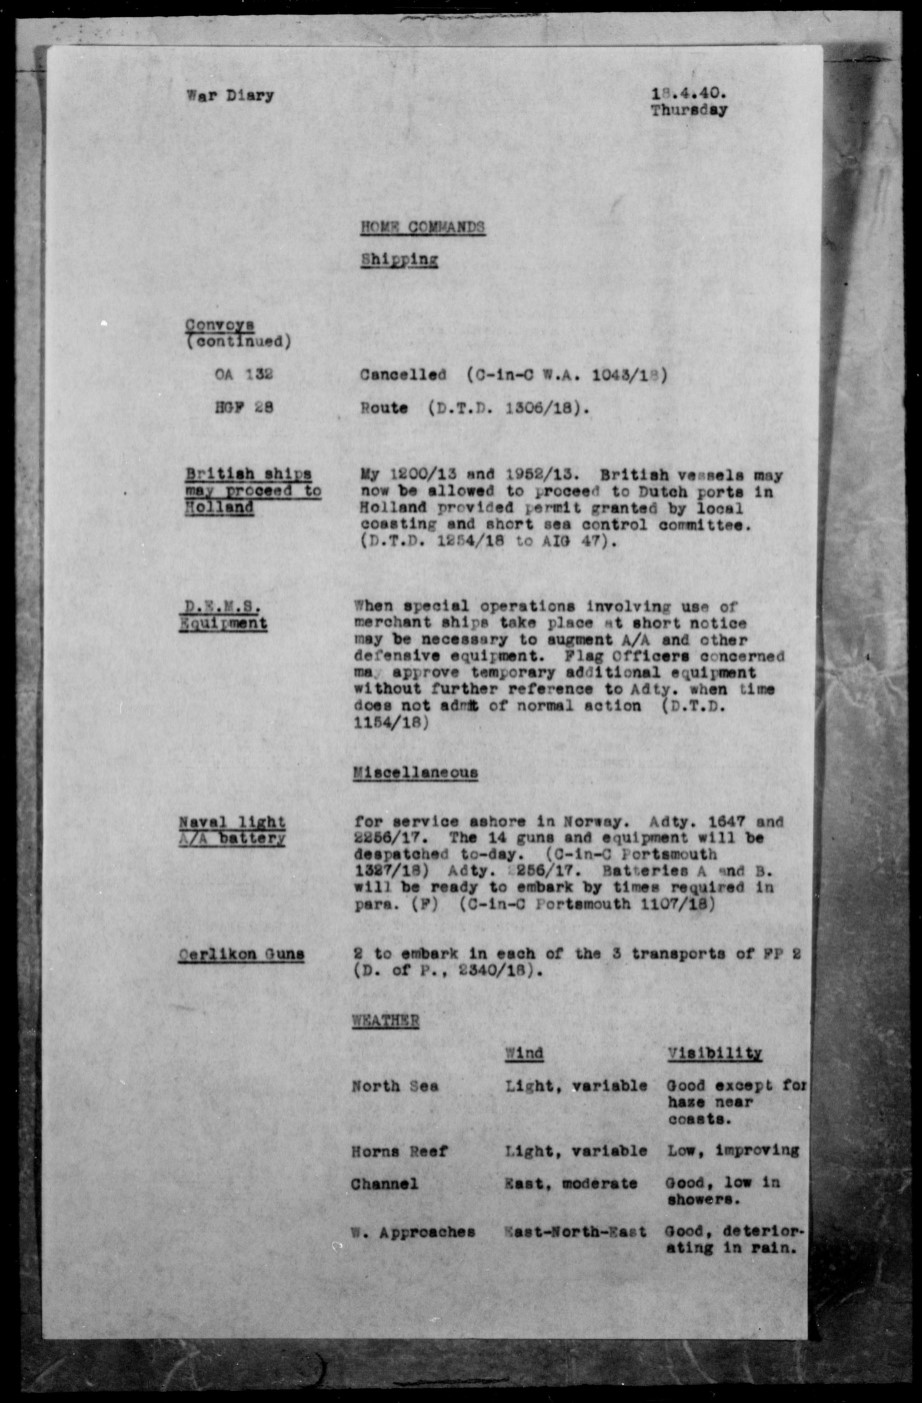 War Diary
18.4.40.
Thursday
HOME COMMANDS
Shipping
Convoys
(continued)
OA 132 Cancelled (C-in-C W.A. 1043/18)
HGF 28 Route (D.T.D. 1306/18).
British ships may proceed to Holland
My 1200/13 and 1952/13. British vessels may
now be allowed to proceed to Dutch ports in
Holland provided permit granted by local
coasting and short sea control committee.
(D.T.D. 1254/18 to AIG 47).
D.E.M.S. Equipment
When special operations involving use of
merchant ships take place at short notice
may be necessary to augment A/A and other
defensive equipment. Flag Officers concerned
may approve temporary additional equipment
without further reference to Adty. when time
does not admit of normal action (D.T.D.
1154/18)
Miscellaneous
Naval light A/A battery
for service ashore in Norway. Adty. 1647 and
2256/17. The 14 guns and equipment will be
despatched to-day. (C-in-C Portsmouth
1327/18) Adty. 2256/17. Batteries A and B.
will be ready to embark by times required in
para. (F) (C-in-C Portsmouth 1107/18)
Oerlikon Guns
2 to embark in each of the 3 transports of FP 2
(D. of P., 2340/18).
WEATHER
Wind Visibility
North Sea Light, variable Good except for
haze near
coasts.
Horns Reef Light, variable Low, improving
Channel East, moderate Good, low in
showers.
W. Approaches East-North-East Good, deterior-
ating in rain.